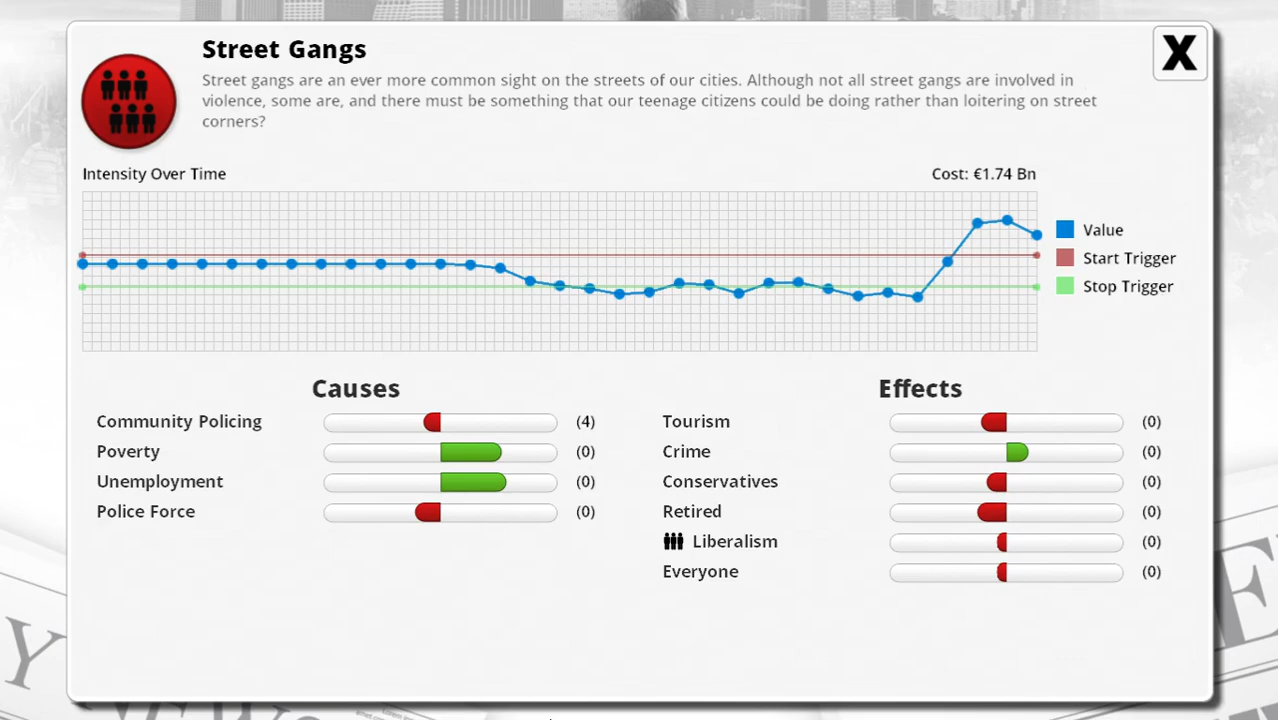 Street Gangs
X
Street gangs are an ever more common sight on the streets of our cities. Although not all street gangs are involved in
violence, some are, and there must be something that our teenage citizens could be doing rather than loitering on street
corners?
Intensity Over Time
Cost: €1.74 Bn
Value
Start Trigger
Stop Trigger
Causes
Community Policing (4)
Poverty (0)
Unemployment (0)
Police Force (0)
Effects
Tourism (0)
Crime (0)
Conservatives (0)
Retired (0)
Liberalism (0)
Everyone (0)